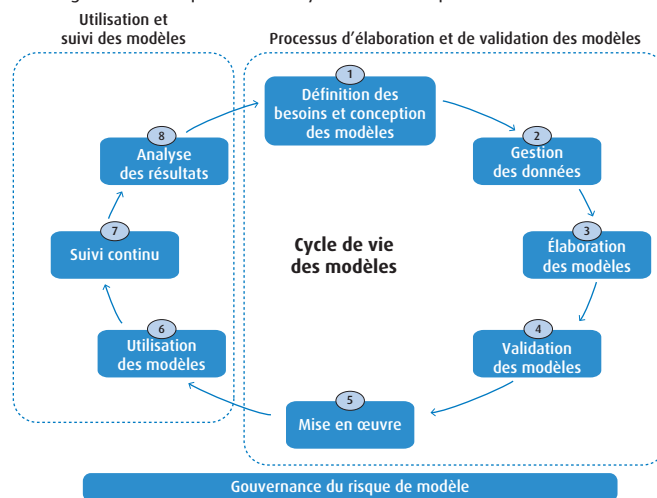 Utilisation et
suivi des modèles
Processus d'élaboration et de validation des modèles
1
Définition des
besoins et conception
des modèles
2
Gestion
des données
3
Élaboration
des modèles
4
Validation
des modèles
5
Mise en œuvre
6
Utilisation
des modèles
7
Suivi continu
8
Analyse
des résultats
Cycle de vie
des modèles
Gouvernance du risque de modèle